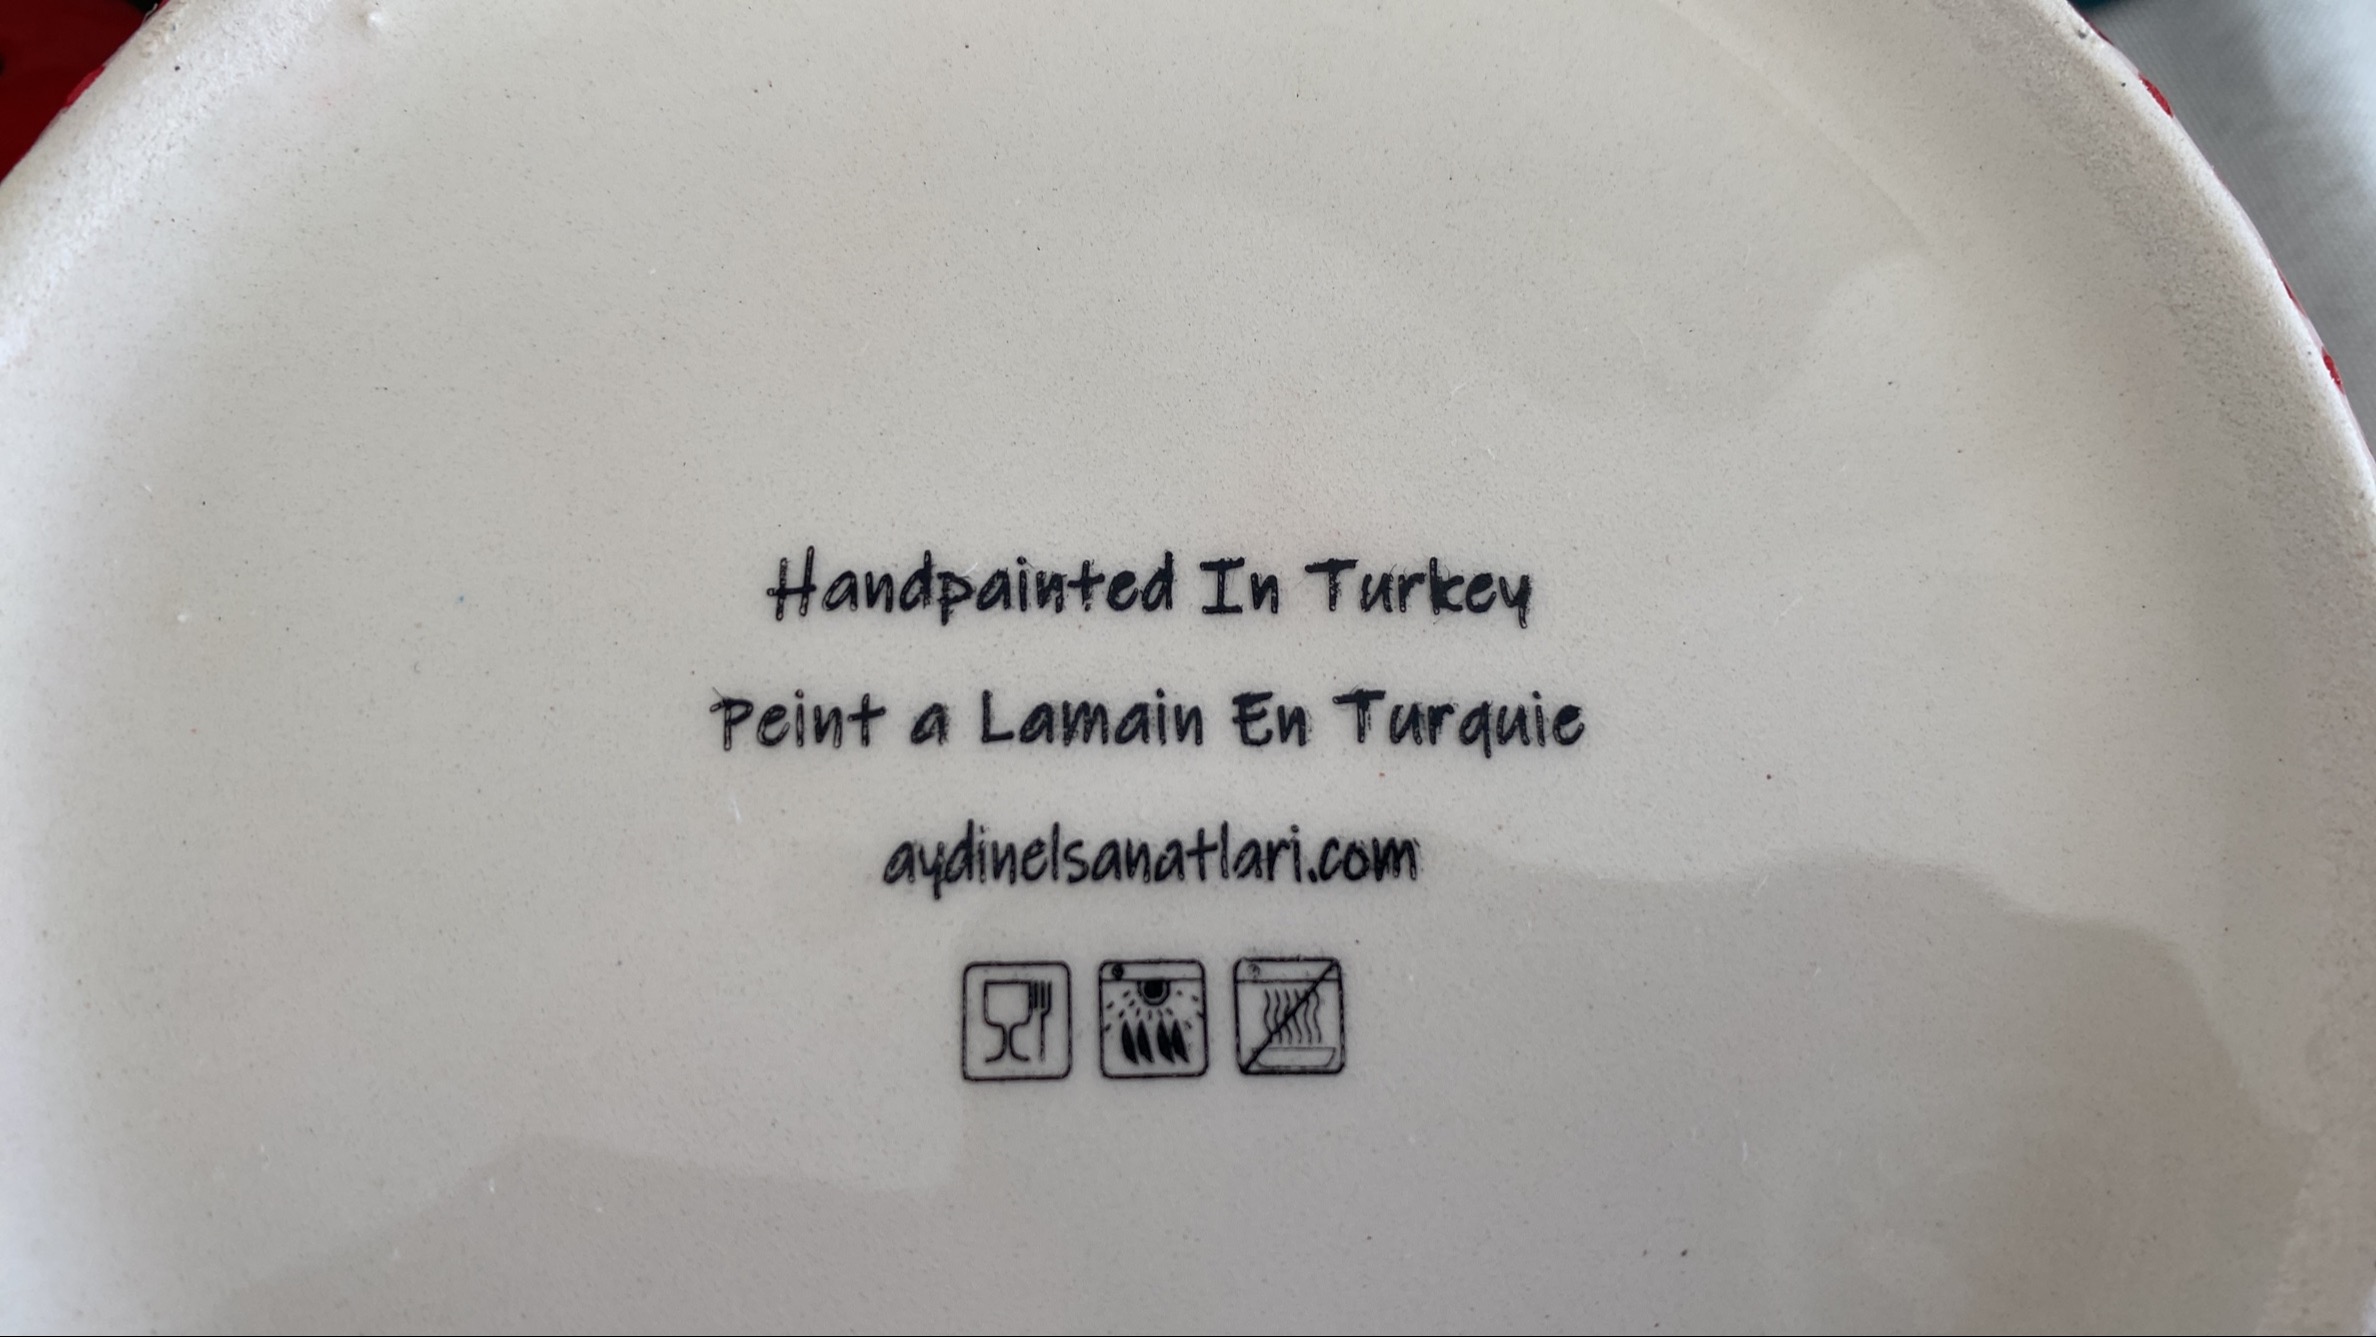 Handpainted In Turkey
Peint a Lamain En Turquie
aydinelsanatlari.com